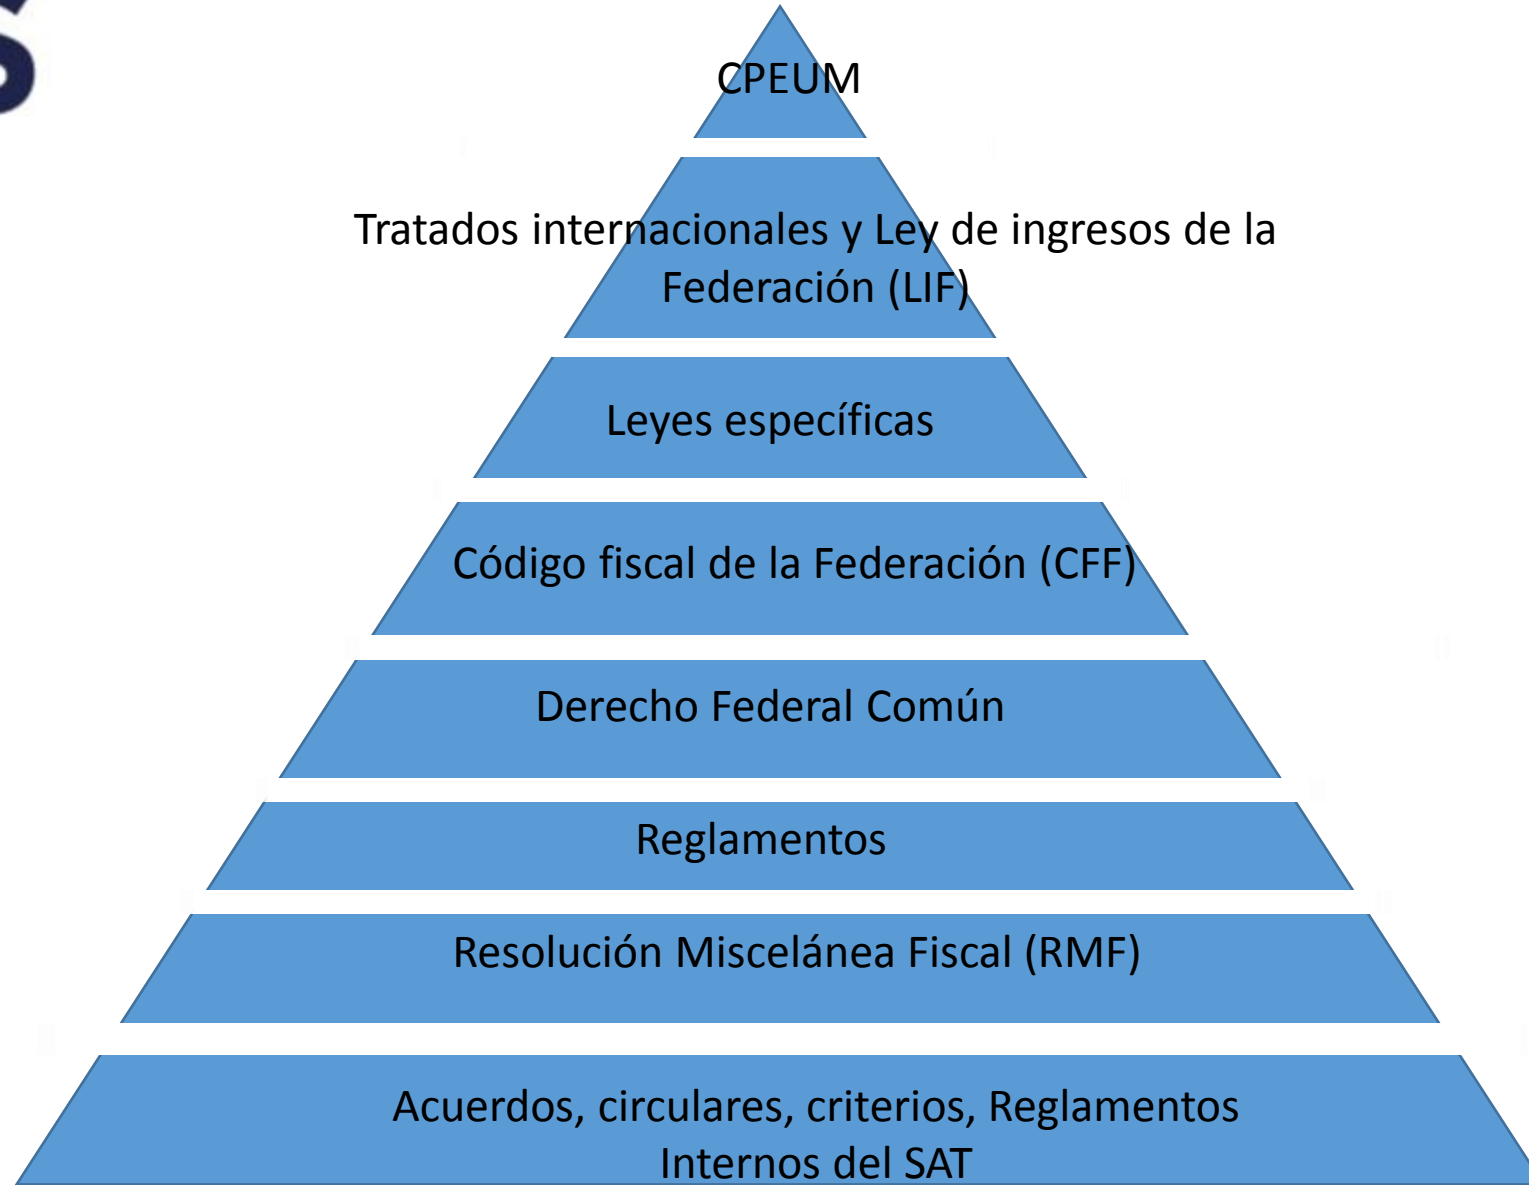 CPEUM
Tratados internacionales y Ley de ingresos de la
Federación (LIF)
Leyes específicas
Código fiscal de la Federación (CFF)
Derecho Federal Común
Reglamentos
Resolución Miscelánea Fiscal (RMF)
Acuerdos, circulares, criterios, Reglamentos
Internos del SAT